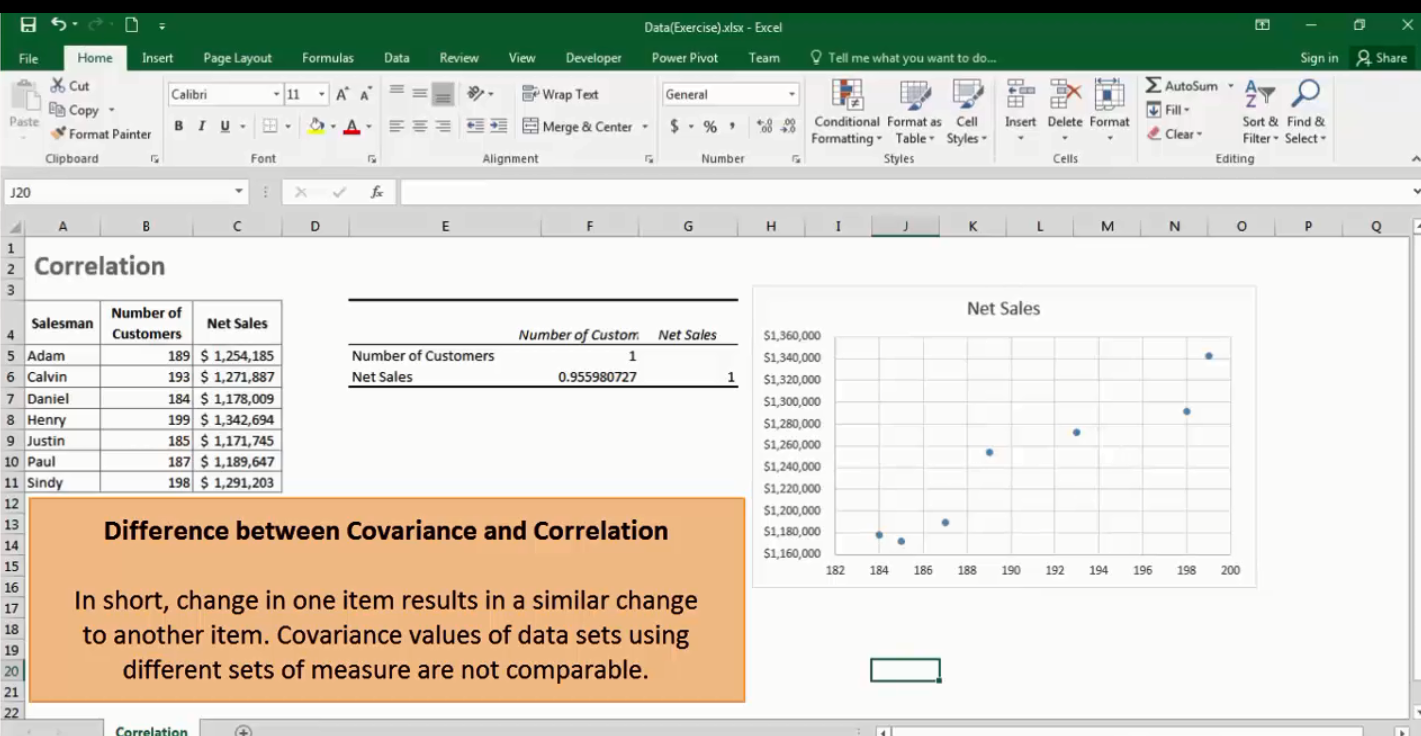 Data(Exercise).xlsx - Excel
File Home Insert Page Layout Formulas Data Review View Developer Power Pivot Team Tell me what you want to do... Sign in Share
Cut
Copy
Paste
Format Painter
Clipboard
Calibri 11 A A
B I U A
Font
Wrap Text
Merge & Center
Alignment
General
$ % ,
Number
Conditional Formatting
Format as Table
Cell Styles
Styles
Insert Delete Format
Cells
AutoSum
Fill
Clear
Sort & Filter
Find & Select
Editing
J20 fx
A B C D E F G H I J K L M N O P Q
1
2 Correlation
3
4 Salesman Number of Customers Net Sales
5 Adam 189 $ 1,254,185
6 Calvin 193 $ 1,271,887
7 Daniel 184 $ 1,178,009
8 Henry 199 $ 1,342,694
9 Justin 185 $ 1,171,745
10 Paul 187 $ 1,189,647
11 Sindy 198 $ 1,291,203
12
13
14
15
16
17
18
19
20
21
22
Number of Custom Net Sales
Number of Customers 1
Net Sales 0.955980727 1
Net Sales
$1,360,000
$1,340,000
$1,320,000
$1,300,000
$1,280,000
$1,260,000
$1,240,000
$1,220,000
$1,200,000
$1,180,000
$1,160,000
182 184 186 188 190 192 194 196 198 200
Difference between Covariance and Correlation
In short, change in one item results in a similar change
to another item. Covariance values of data sets using
different sets of measure are not comparable.
Correlation